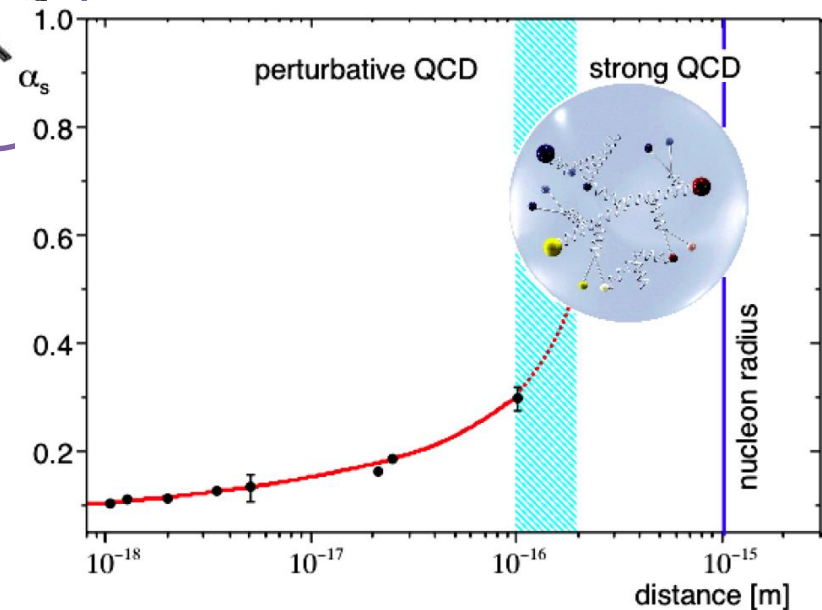 1.0
αs
perturbative QCD
strong QCD
0.8
0.6
0.4
0.2
nucleon radius
10⁻¹⁸
10⁻¹⁷
10⁻¹⁶
10⁻¹⁵
distance [m]